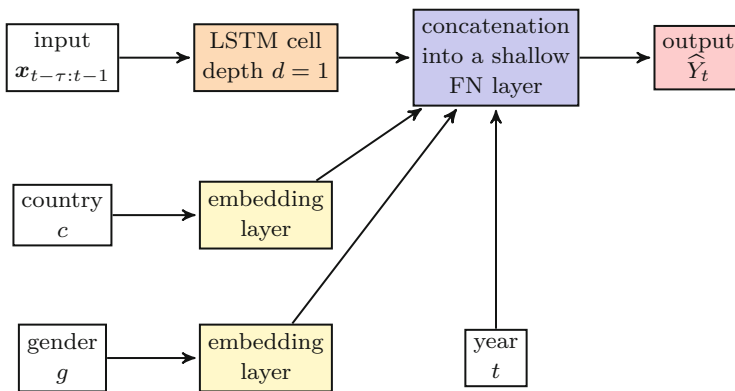 input
x_{t−τ:t−1}
LSTM cell
depth d = 1
concatenation
into a shallow
FN layer
output
Ŷ_t
country
c
embedding
layer
gender
g
embedding
layer
year
t